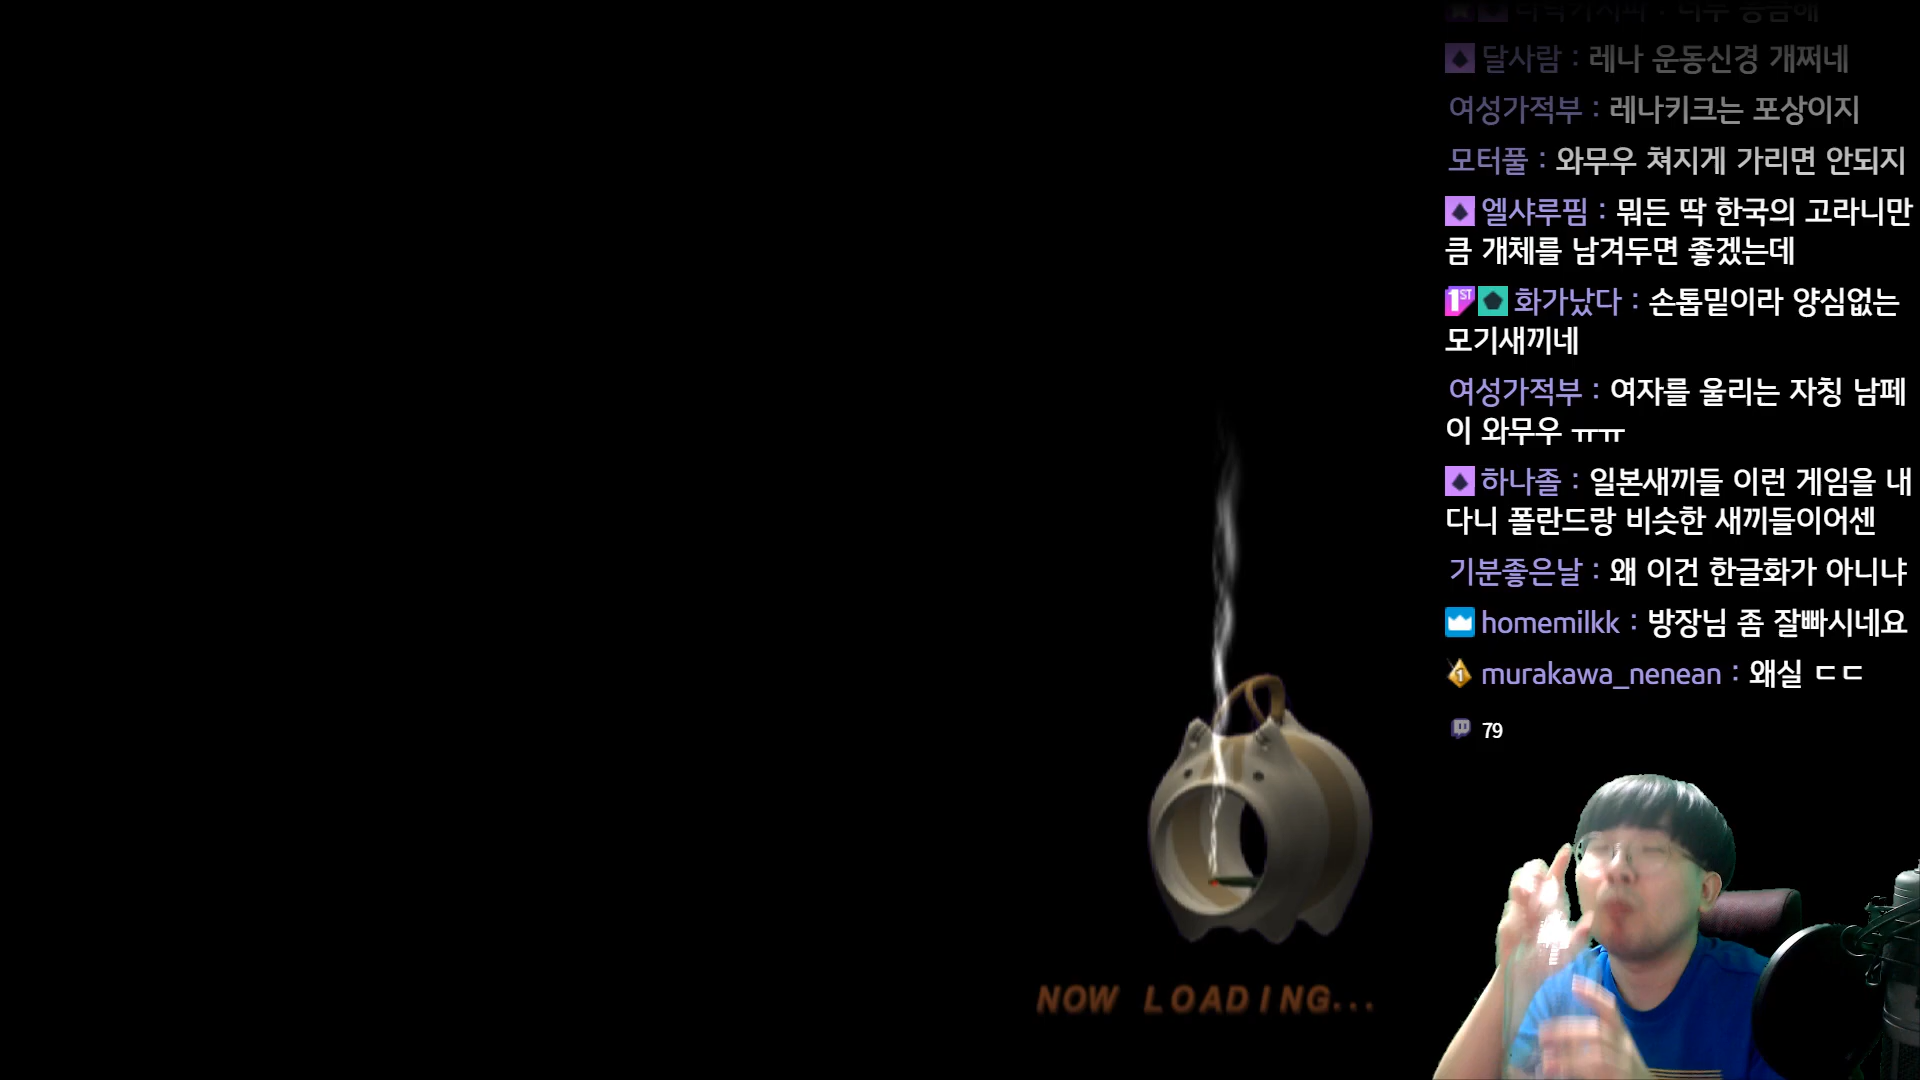 달사람 : 레나 운동신경 개쩌네
여성가적부 : 레나키크는 포상이지
모터풀 : 와무우 쳐지게 가리면 안되지
엘샤루핌 : 뭐든 딱 한국의 고라니만
큼 개체를 남겨두면 좋겠는데
1ST 화가났다 : 손톱밑이라 양심없는
모기새끼네
여성가적부 : 여자를 울리는 자칭 남페
이 와무우 ㅠㅠ
하나졸 : 일본새끼들 이런 게임을 내
다니 폴란드랑 비슷한 새끼들이어센
기분좋은날 : 왜 이건 한글화가 아니냐
homemilkk : 방장님 좀 잘빠시네요
1 murakawa_nenean : 왜실 ㄷㄷ
79
NOW LOADING...